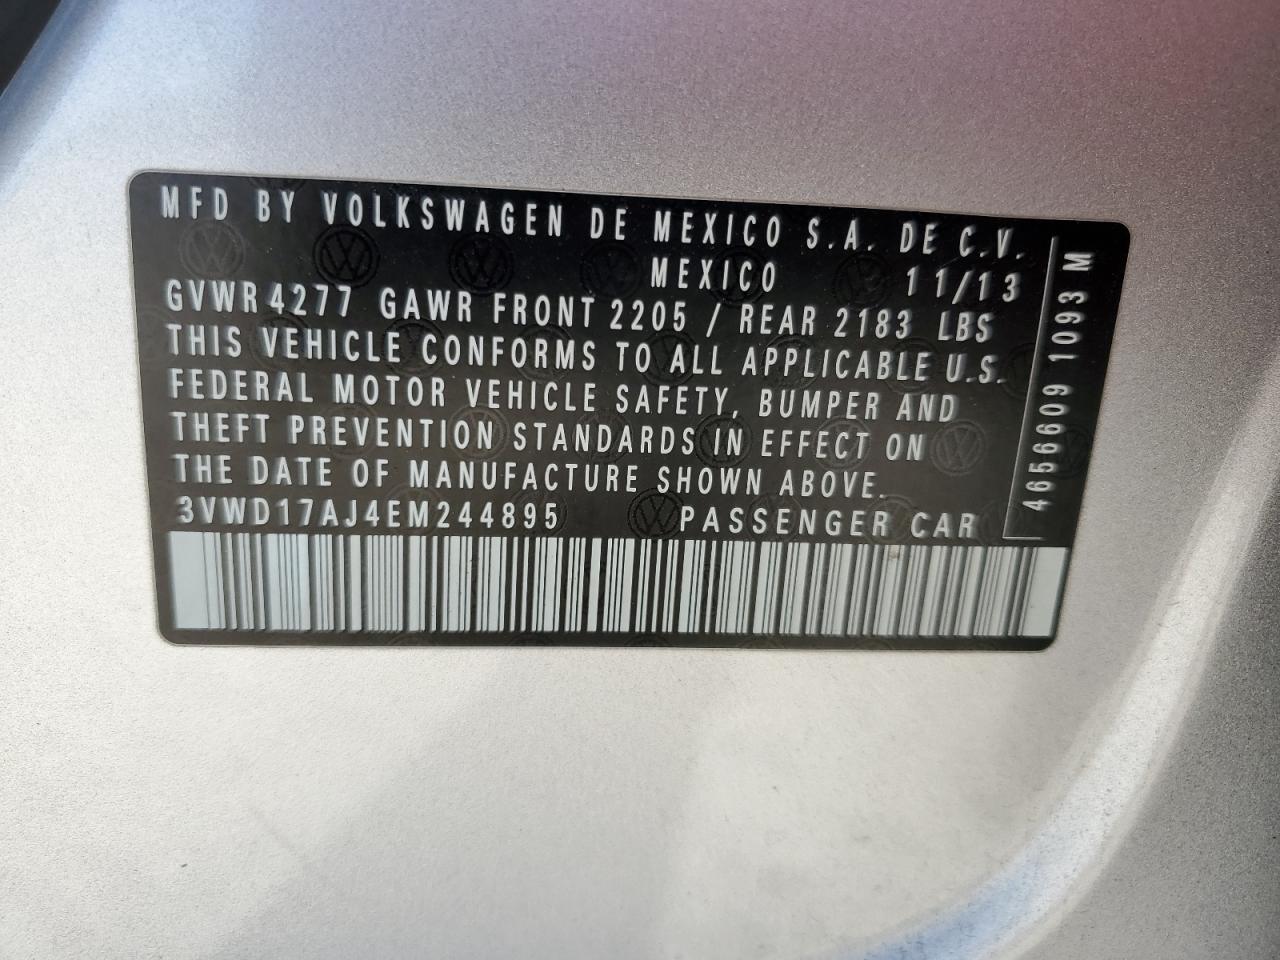 MFD BY VOLKSWAGEN DE MEXICO S.A. DE C.V.
MEXICO 11/13
GVWR 4277 GAWR FRONT 2205 / REAR 2183 LBS
THIS VEHICLE CONFORMS TO ALL APPLICABLE U.S.
FEDERAL MOTOR VEHICLE SAFETY, BUMPER AND
THEFT PREVENTION STANDARDS IN EFFECT ON
THE DATE OF MANUFACTURE SHOWN ABOVE.
3VWD17AJ4EM244895 PASSENGER CAR
4656609 1093 M